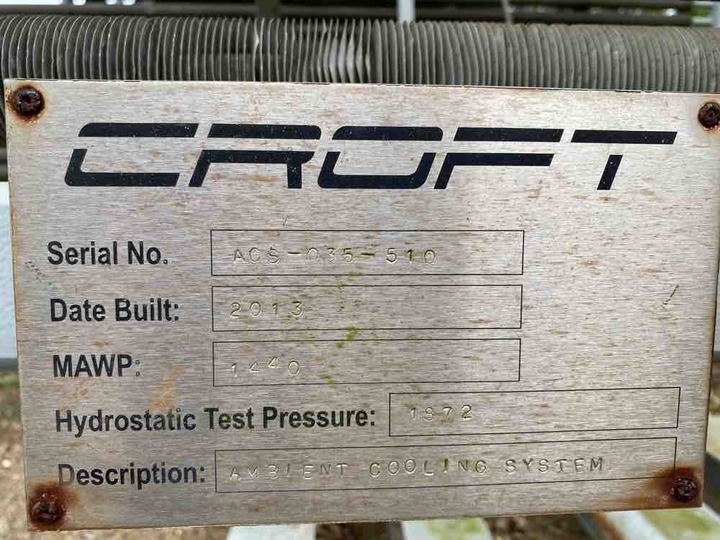 CROFT
Serial No. ACS-035-510
Date Built: 2013
MAWP: 1440
Hydrostatic Test Pressure: 1872
Description: AMBIENT COOLING SYSTEM